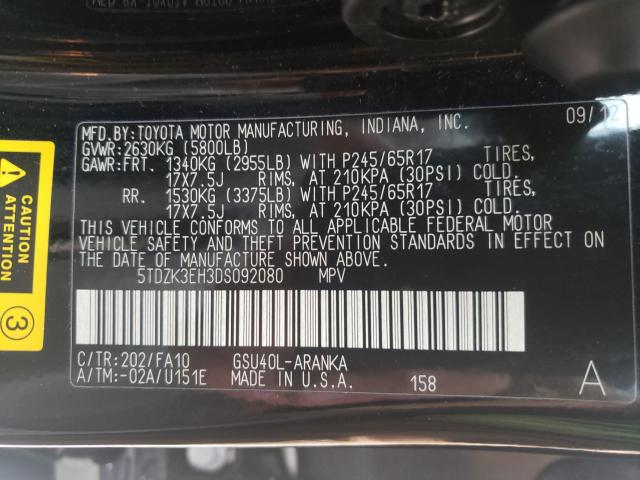 MFD.BY:TOYOTA MOTOR MANUFACTURING, INDIANA, INC. 09/12
GVWR:2630KG (5800LB)
GAWR:FRT. 1340KG (2955LB) WITH P245/65R17 TIRES,
17X7.5J RIMS, AT 210KPA (30PSI) COLD.
RR. 1530KG (3375LB) WITH P245/65R17 TIRES,
17X7.5J RIMS, AT 210KPA (30PSI) COLD.
THIS VEHICLE CONFORMS TO ALL APPLICABLE FEDERAL MOTOR
VEHICLE SAFETY AND THEFT PREVENTION STANDARDS IN EFFECT ON
THE DATE OF MANUFACTURE SHOWN ABOVE.
5TDZK3EH3DS092080 MPV
C/TR:202/FA10 GSU40L-ARANKA
A/TM:-02A/U151E MADE IN U.S.A. 158 A
CAUTION
ATTENTION
3